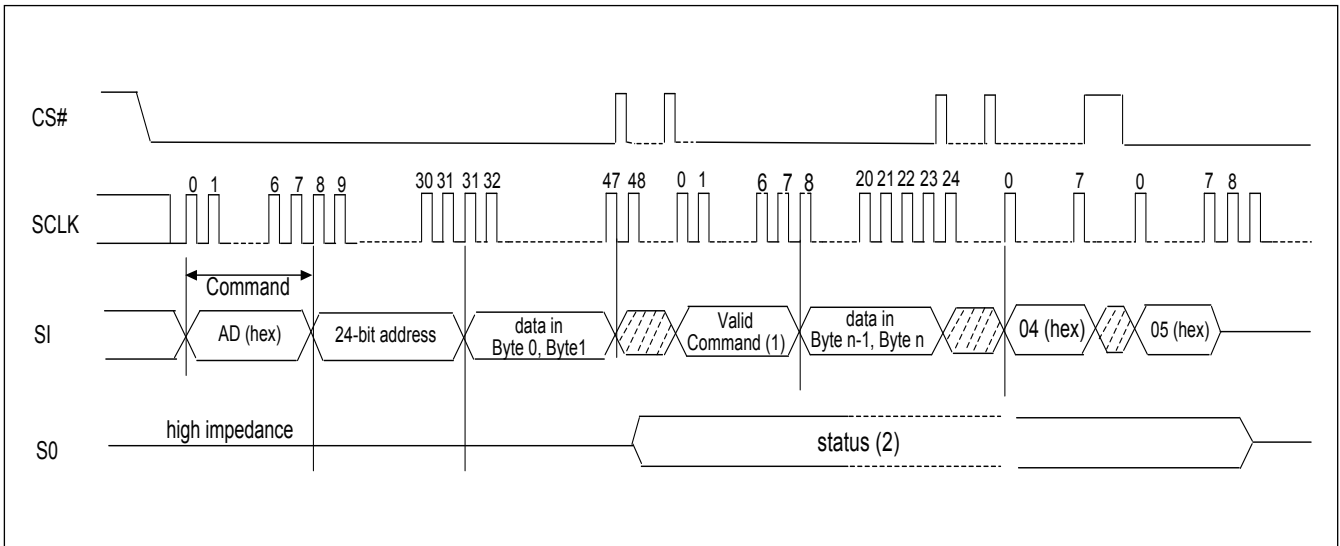 CS#
0 1 6 7 8 9 30 31 31 32 47 48 0 1 6 7 8 20 21 22 23 24 0 7 0 7 8
SCLK
Command
SI
AD (hex)
24-bit address
data in
Byte 0, Byte1
Valid
Command (1)
data in
Byte n-1, Byte n
04 (hex)
05 (hex)
S0
high impedance
status (2)